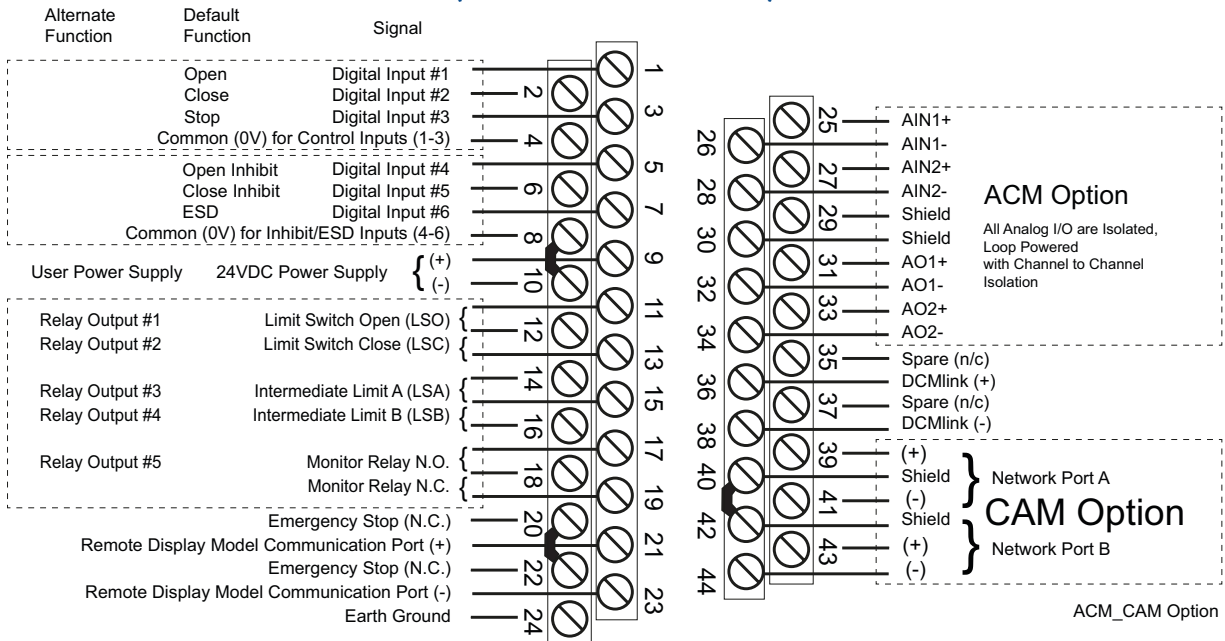 Alternate
Function
Default
Function
Signal
Open Digital Input #1
Close Digital Input #2
Stop Digital Input #3
Common (0V) for Control Inputs (1-3)
Open Inhibit Digital Input #4
Close Inhibit Digital Input #5
ESD Digital Input #6
Common (0V) for Inhibit/ESD Inputs (4-6)
User Power Supply 24VDC Power Supply { (+)
(-)
Relay Output #1 Limit Switch Open (LSO) {
Relay Output #2 Limit Switch Close (LSC) {
Relay Output #3 Intermediate Limit A (LSA) {
Relay Output #4 Intermediate Limit B (LSB) {
Relay Output #5 Monitor Relay N.O. {
Monitor Relay N.C. {
Emergency Stop (N.C.)
Remote Display Model Communication Port (+)
Emergency Stop (N.C.)
Remote Display Model Communication Port (-)
Earth Ground
1
2
3
4
5
6
7
8
9
10
11
12
13
14
15
16
17
18
19
20
21
22
23
24
25
26
27
28
29
30
31
32
33
34
35
36
37
38
39
40
41
42
43
44
AIN1+
AIN1-
AIN2+
AIN2-
Shield
Shield
AO1+
AO1-
AO2+
AO2-
ACM Option
All Analog I/O are Isolated,
Loop Powered
with Channel to Channel
Isolation
Spare (n/c)
DCMlink (+)
Spare (n/c)
DCMlink (-)
(+)
Shield
(-)
} Network Port A
CAM Option
Shield
(+)
(-)
} Network Port B
ACM_CAM Option